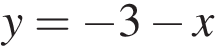 y = −3 − x